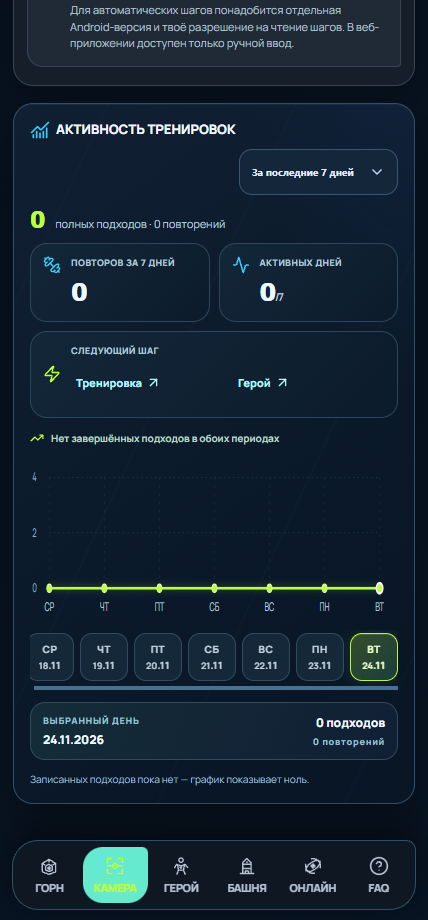 Для автоматических шагов понадобится отдельная
Android-версия и твоё разрешение на чтение шагов. В веб-
приложении доступен только ручной ввод.
АКТИВНОСТЬ ТРЕНИРОВОК
За последние 7 дней
0 полных подходов · 0 повторений
ПОВТОРОВ ЗА 7 ДНЕЙ
0
АКТИВНЫХ ДНЕЙ
0/7
СЛЕДУЮЩИЙ ШАГ
Тренировка
Герой
Нет завершённых подходов в обоих периодах
4
2
0
СР ЧТ ПТ СБ ВС ПН ВТ
СР ЧТ ПТ СБ ВС ПН ВТ
18.11 19.11 20.11 21.11 22.11 23.11 24.11
ВЫБРАННЫЙ ДЕНЬ
24.11.2026
0 подходов
0 повторений
Записанных подходов пока нет — график показывает ноль.
ГОРН КАМЕРА ГЕРОЙ БАШНЯ ОНЛАЙН FAQ